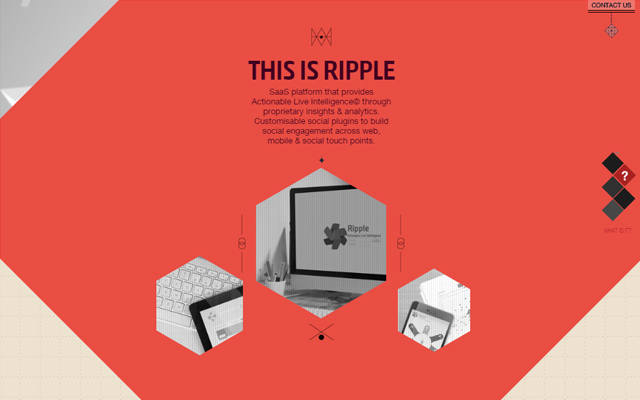 CONTACT US
THIS IS RIPPLE
SaaS platform that provides
Actionable Live Intelligence© through
proprietary insights & analytics.
Customisable social plugins to build
social engagement across web,
mobile & social touch points.
Ripple
?
WHAT IS IT?